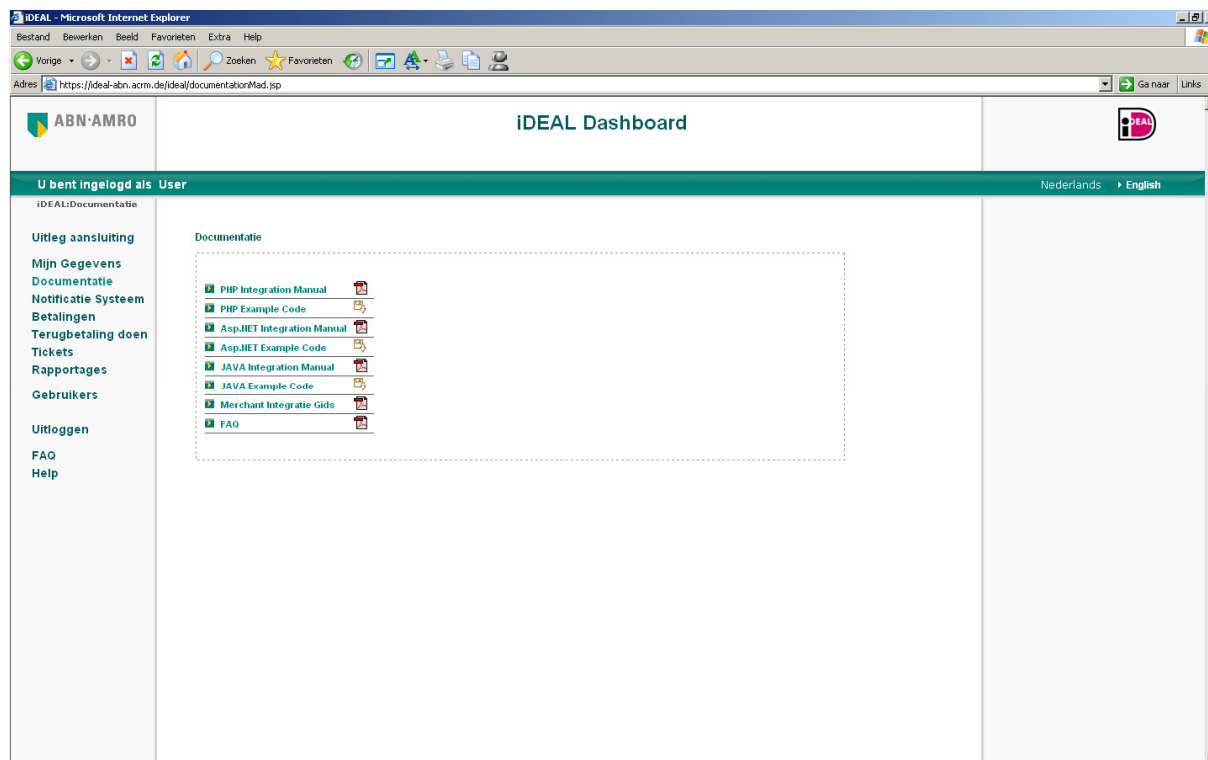 iDEAL - Microsoft Internet Explorer
Bestand Bewerken Beeld Favorieten Extra Help
Vorige Zoeken Favorieten
Adres https://ideal-abn.acrm.de/ideal/documentationMad.jsp Ga naar Links
ABN·AMRO
iDEAL Dashboard
iDEAL
U bent ingelogd als User
Nederlands English
iDEAL:Documentatie
Uitleg aansluiting
Mijn Gegevens
Documentatie
Notificatie Systeem
Betalingen
Terugbetaling doen
Tickets
Rapportages
Gebruikers
Uitloggen
FAQ
Help
Documentatie
PHP Integration Manual
PHP Example Code
Asp.NET Integration Manual
Asp.NET Example Code
JAVA Integration Manual
JAVA Example Code
Merchant Integratie Gids
FAQ